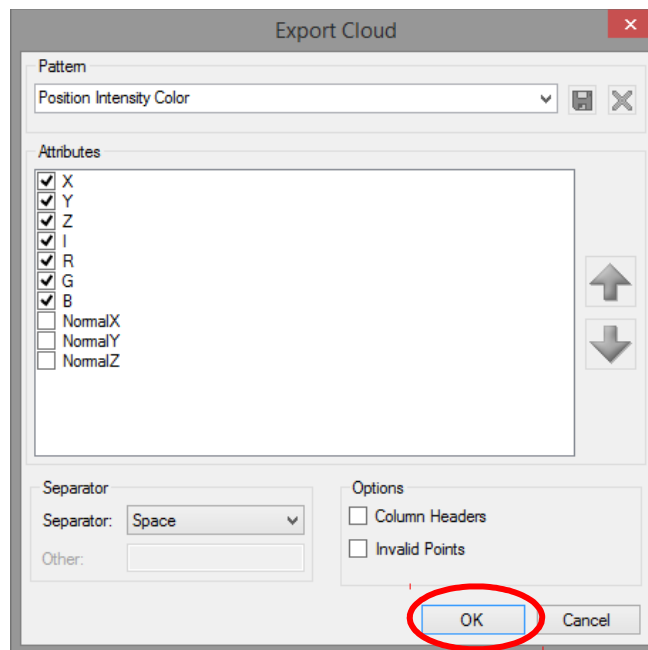 Export Cloud
Pattern
Position Intensity Color
Attributes
X
Y
Z
I
R
G
B
NormalX
NormalY
NormalZ
Separator
Separator: Space
Other:
Options
Column Headers
Invalid Points
OK Cancel